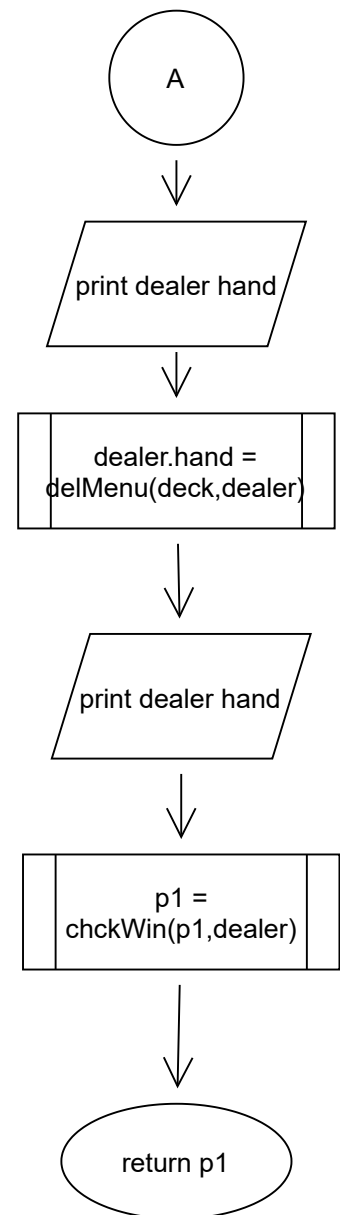 A
print dealer hand
dealer.hand =
delMenu(deck,dealer)
print dealer hand
p1 =
chckWin(p1,dealer)
return p1